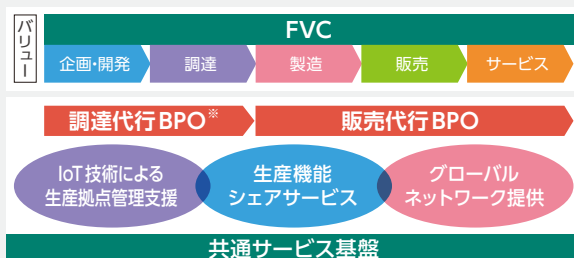 バリュー
FVC
企画・開発
調達
製造
販売
サービス
調達代行BPO※
販売代行BPO
IoT技術による
生産拠点管理支援
生産機能
シェアサービス
グローバル
ネットワーク提供
共通サービス基盤